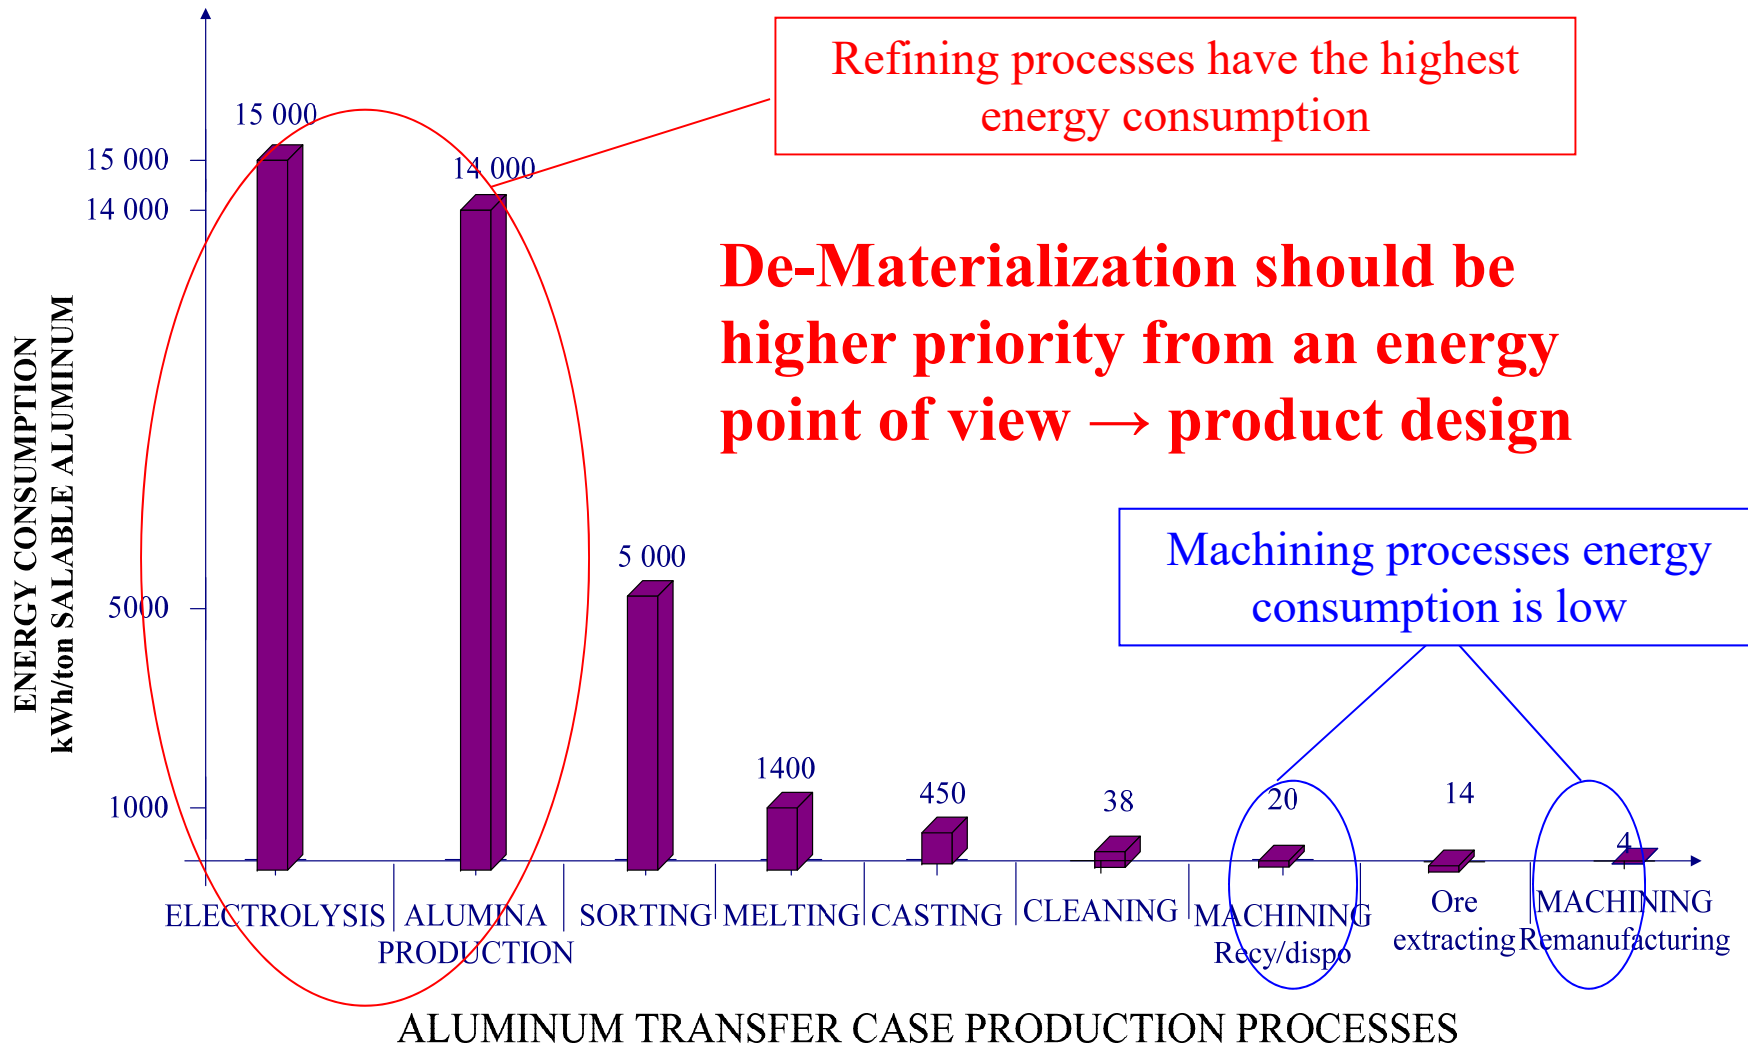 Refining processes have the highest
energy consumption
De-Materialization should be
higher priority from an energy
point of view → product design
Machining processes energy
consumption is low
ENERGY CONSUMPTION
kWh/ton SALABLE ALUMINUM
15 000
14 000
5000
1000
15 000
14 000
5 000
1400
450
38
20
14
4
ELECTROLYSIS
ALUMINA
PRODUCTION
SORTING
MELTING
CASTING
CLEANING
MACHINING
Recy/dispo
Ore
extracting
MACHINING
Remanufacturing
ALUMINUM TRANSFER CASE PRODUCTION PROCESSES